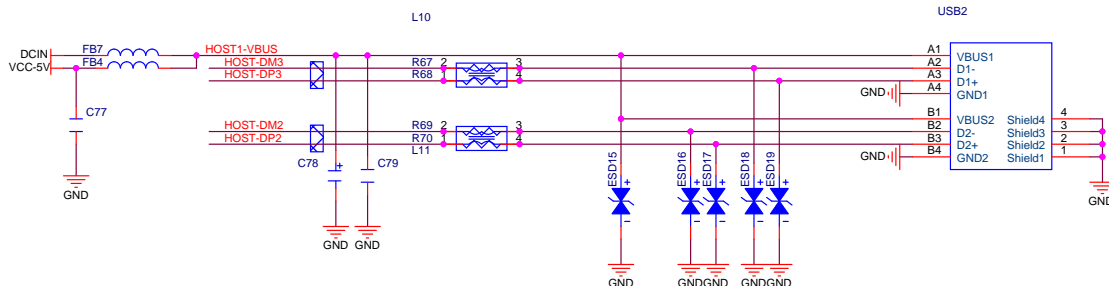 L10
USB2
DCIN
FB7
HOST1-VBUS
A1
VBUS1
VCC-5V
FB4
HOST-DM3
R67
2
3
A2
D1-
HOST-DP3
R68
1
4
A3
D1+
GND
A4
GND1
C77
B1
VBUS2
Shield4
4
HOST-DM2
R69
2
3
B2
D2-
Shield3
3
HOST-DP2
R70
1
4
B3
D2+
Shield2
2
L11
GND
B4
GND2
Shield1
1
C78
+
C79
ESD15
+
ESD16
+
ESD17
+
ESD18
+
ESD19
+
GND
GND
−
−
−
−
−
GND
GND
GND
GND
GND
GND
GND